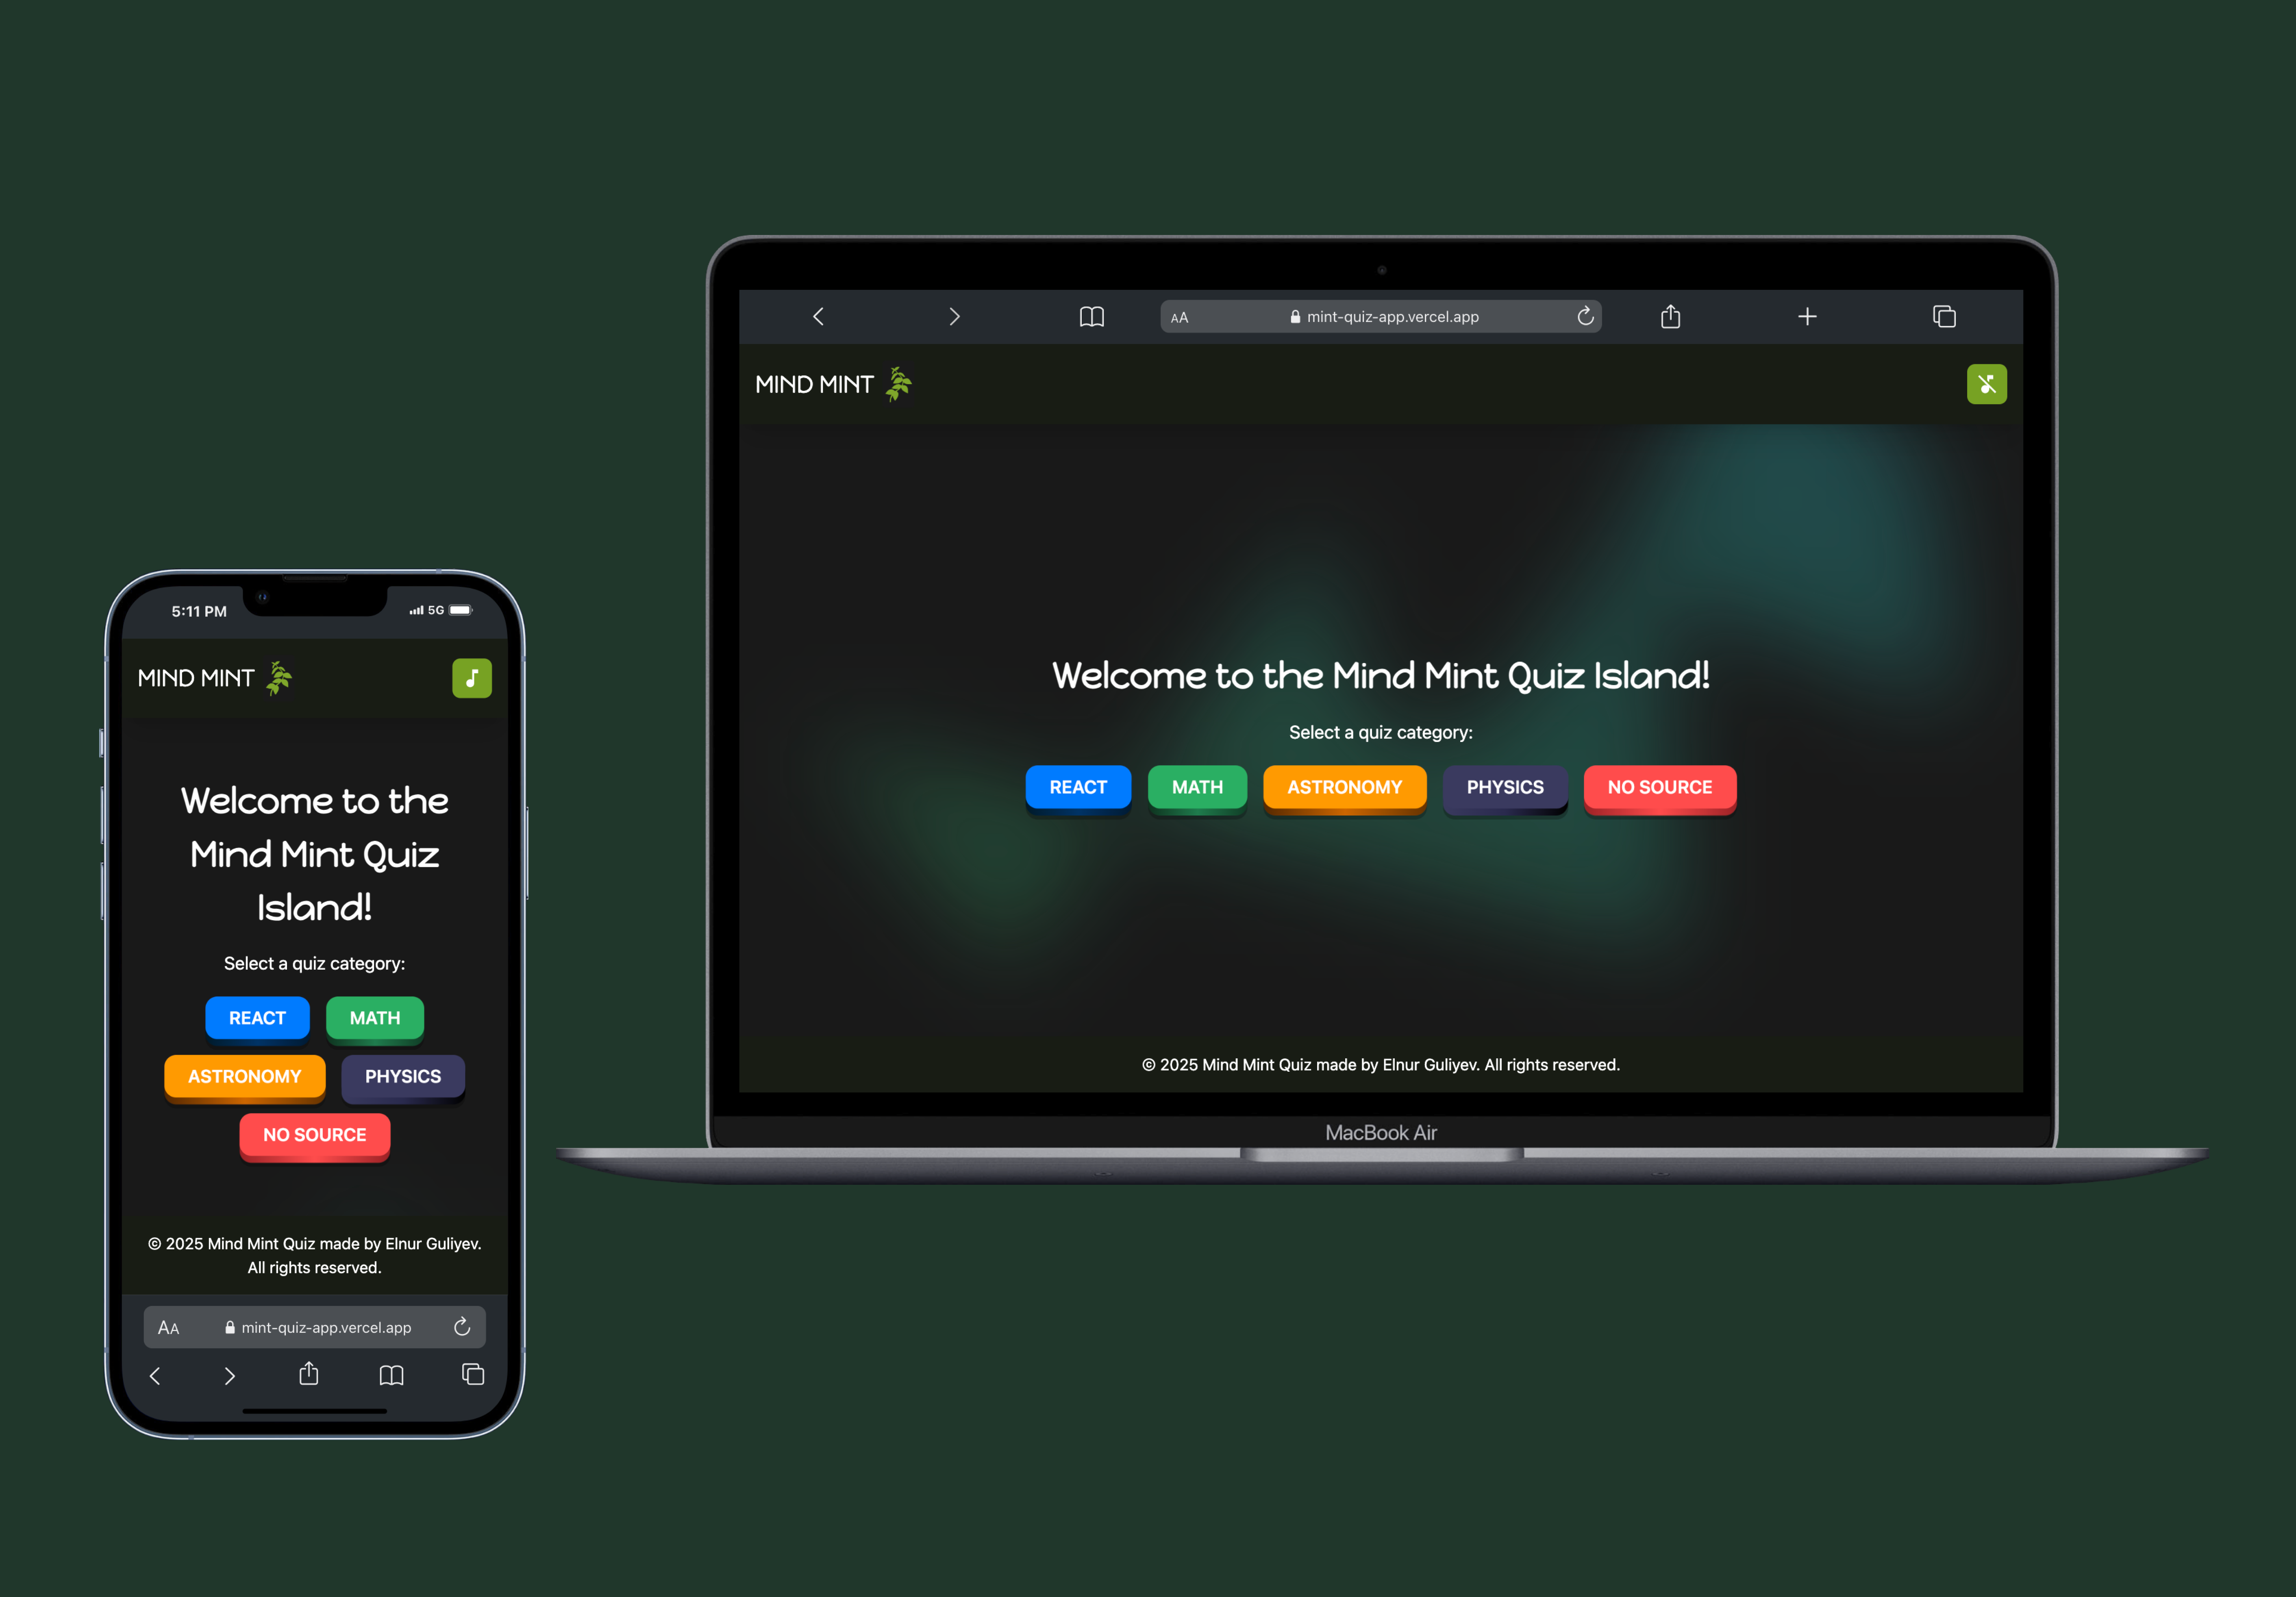 5:11 PM
5G
MIND MINT
Welcome to the
Mind Mint Quiz
Island!
Select a quiz category:
REACT
MATH
ASTRONOMY
PHYSICS
NO SOURCE
© 2025 Mind Mint Quiz made by Elnur Guliyev.
All rights reserved.
AA
mint-quiz-app.vercel.app
AA
mint-quiz-app.vercel.app
MIND MINT
Welcome to the Mind Mint Quiz Island!
Select a quiz category:
REACT
MATH
ASTRONOMY
PHYSICS
NO SOURCE
© 2025 Mind Mint Quiz made by Elnur Guliyev. All rights reserved.
MacBook Air